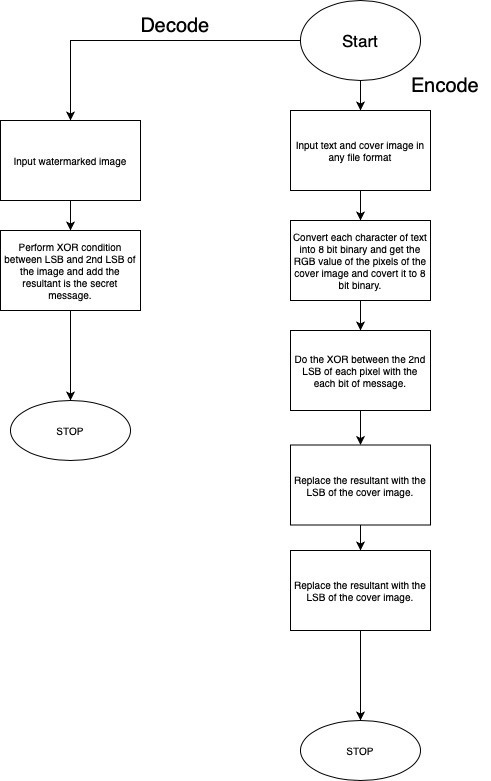 Decode
Start
Encode
Input watermarked image
Input text and cover image in
any file format
Perform XOR condition
between LSB and 2nd LSB of
the image and add the
resultant is the secret
message.
Convert each character of text
into 8 bit binary and get the
RGB value of the pixels of the
cover image and covert it to 8
bit binary.
Do the XOR between the 2nd
LSB of each pixel with the
each bit of message.
STOP
Replace the resultant with the
LSB of the cover image.
Replace the resultant with the
LSB of the cover image.
STOP